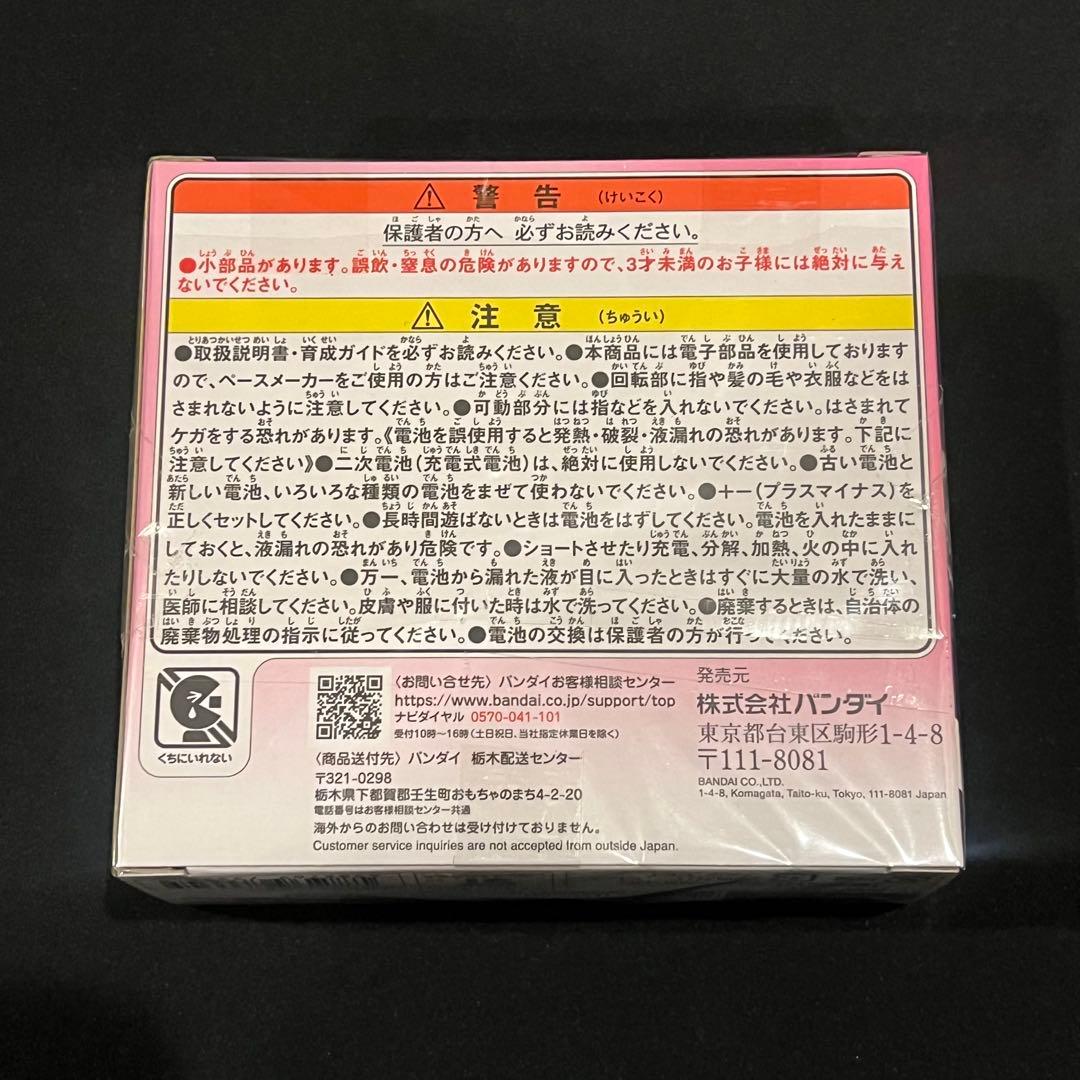 ⚠ 警告 (けいこく)
保護者の方へ 必ずお読みください。
●小部品があります。誤飲・窒息の危険がありますので、3才未満のお子様には絶対に与え
ないでください。
⚠ 注意 (ちゅうい)
●取扱説明書・育成ガイドを必ずお読みください。●本商品には電子部品を使用しております
ので、ペースメーカーをご使用の方はご注意ください。●回転部に指や髪の毛や衣服などをは
さまれないように注意してください。●可動部分には指などを入れないでください。はさまれて
ケガをする恐れがあります。《電池を誤使用すると発熱・破裂・液漏れの恐れがあります。下記に
注意してください》●二次電池(充電式電池)は、絶対に使用しないでください。●古い電池と
新しい電池、いろいろな種類の電池をまぜて使わないでください。●+-(プラスマイナス)を
正しくセットしてください。●長時間遊ばないときは電池をはずしてください。電池を入れたままに
しておくと、液漏れの恐れがあり危険です。●ショートさせたり充電、分解、加熱、火の中に入れ
たりしないでください。●万一、電池から漏れた液が目に入ったときはすぐに大量の水で洗い、
医師に相談してください。皮膚や服に付いた時は水で洗ってください。●廃棄するときは、自治体の
廃棄物処理の指示に従ってください。●電池の交換は保護者の方が行ってください。
くちにいれない
〈お問い合せ先〉バンダイお客様相談センター
https://www.bandai.co.jp/support/top
ナビダイヤル 0570-041-101
受付10時〜16時(土日祝日、当社指定休業日を除く)
〈商品送付先〉バンダイ 栃木配送センター
〒321-0298
栃木県下都賀郡壬生町おもちゃのまち4-2-20
電話番号はお客様相談センター共通
海外からのお問い合わせは受け付けておりません。
Customer service inquiries are not accepted from outside Japan.
発売元
株式会社バンダイ
東京都台東区駒形1-4-8
〒111-8081
BANDAI CO.,LTD.
1-4-8, Komagata, Taito-ku, Tokyo, 111-8081 Japan